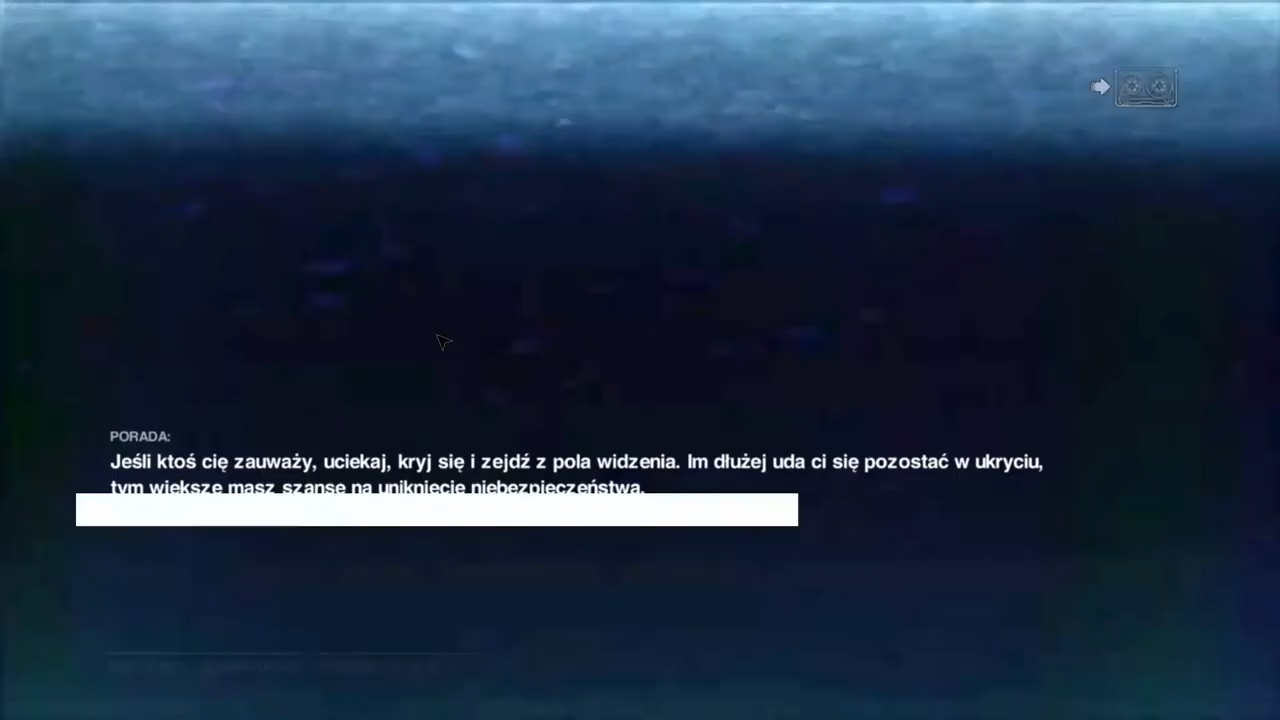 PORADA:
Jeśli ktoś cię zauważy, uciekaj, kryj się i zejdź z pola widzenia. Im dłużej uda ci się pozostać w ukryciu,
tym większe masz szanse na uniknięcie niebezpieczeństwa.